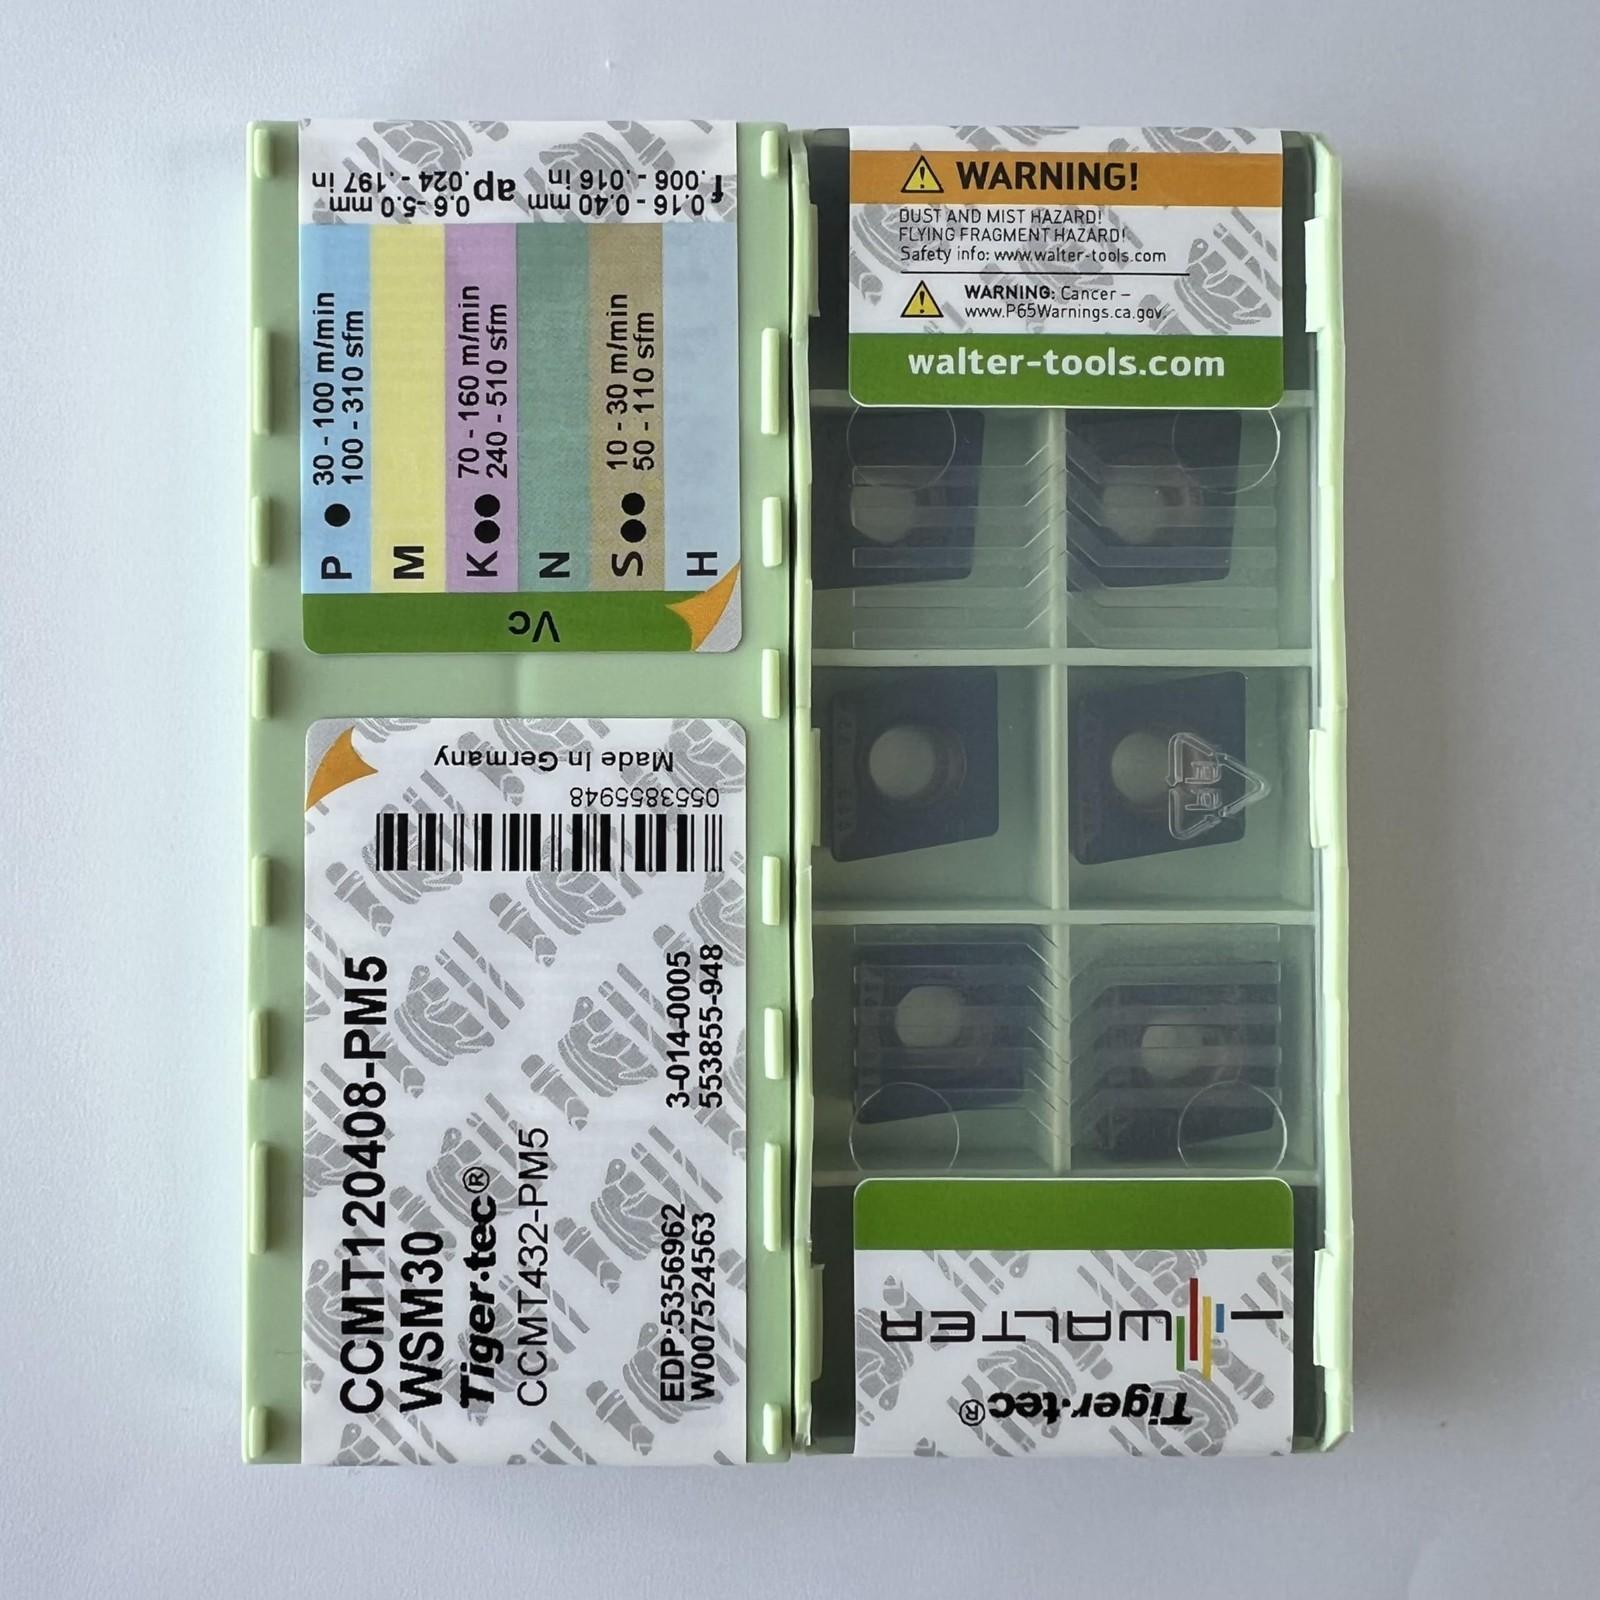 f 0.16 - 0.40 mm ap 0.6-5.0 mm
.006 - .016 in .024 - .197 in
P ● 30 - 100 m/min
100 - 310 sfm
M
K ●● 70 - 160 m/min
240 - 510 sfm
N
S ●● 10 - 30 m/min
50 - 110 sfm
H
Vc
Made In Germany
0553855948
CCMT120408-PM5
WSM30
Tiger·tec®
CCMT432-PM5
3-014-0005
553855-948
EDP:5356962
W007524563
WARNING!
DUST AND MIST HAZARD!
FLYING FRAGMENT HAZARD!
Safety info: www.walter-tools.com
WARNING: Cancer –
www.P65Warnings.ca.gov.
walter-tools.com
WALTER
Tiger·tec®